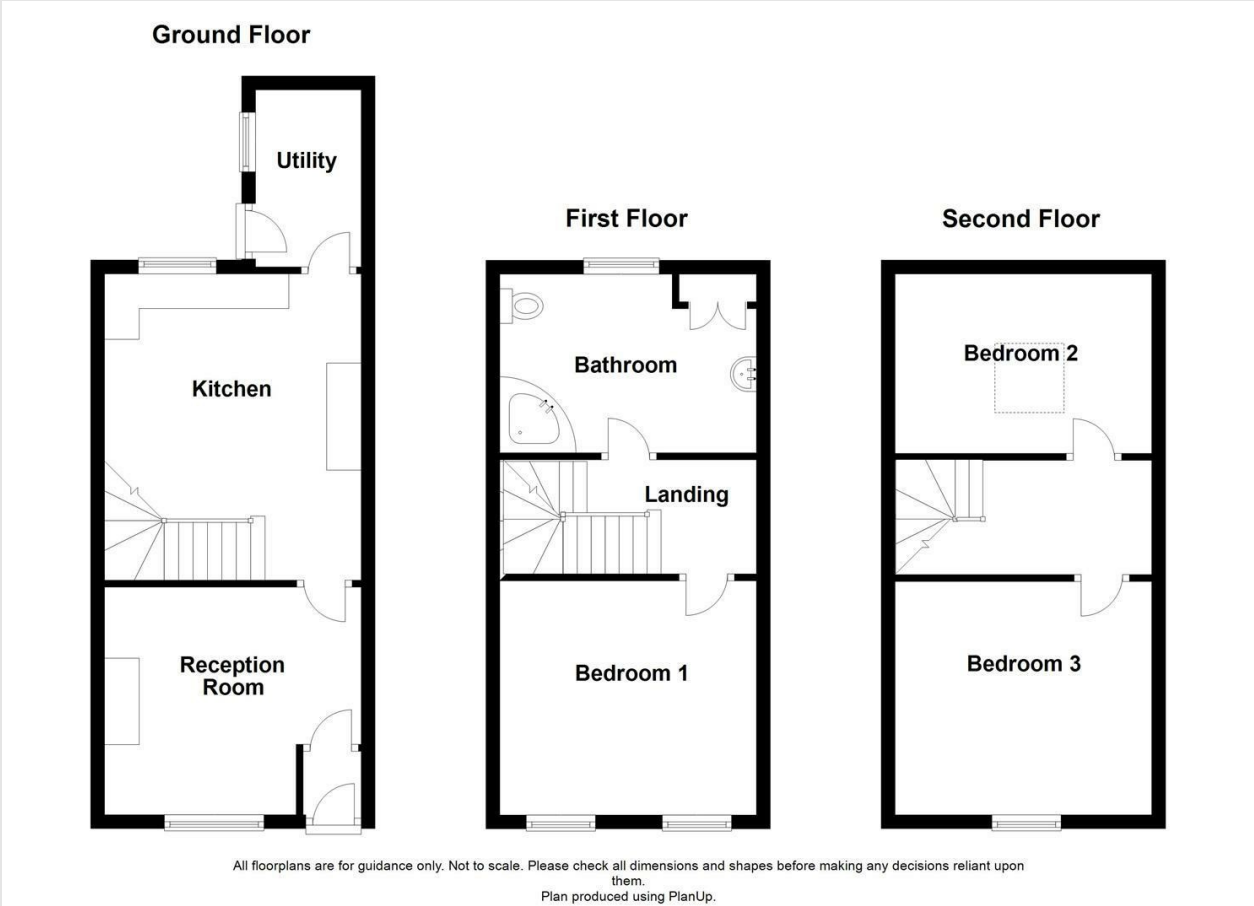 Ground Floor
Utility
Kitchen
Reception
Room
First Floor
Bathroom
Landing
Bedroom 1
Second Floor
Bedroom 2
Bedroom 3
All floorplans are for guidance only. Not to scale. Please check all dimensions and shapes before making any decisions reliant upon
them.
Plan produced using PlanUp.